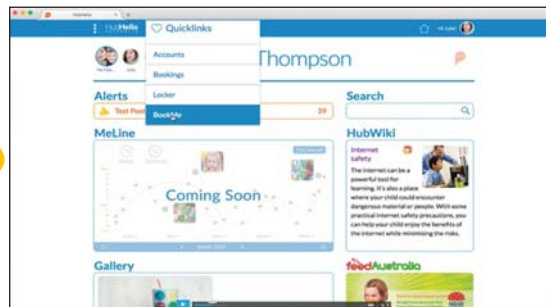 HubHello
Quicklinks
Accounts
Bookings
Locker
BookMe
Thompson
Alerts
Test Post
39
Search
MeLine
Coming Soon
HubWiki
Internet
safety
The internet can be a
powerful tool for
learning. It's also a place
where your child could encounter
dangerous material or people. With some
practical internet safety precautions, you
can help your child enjoy the benefits of
the internet while minimising the risks.
Gallery
feedAustralia